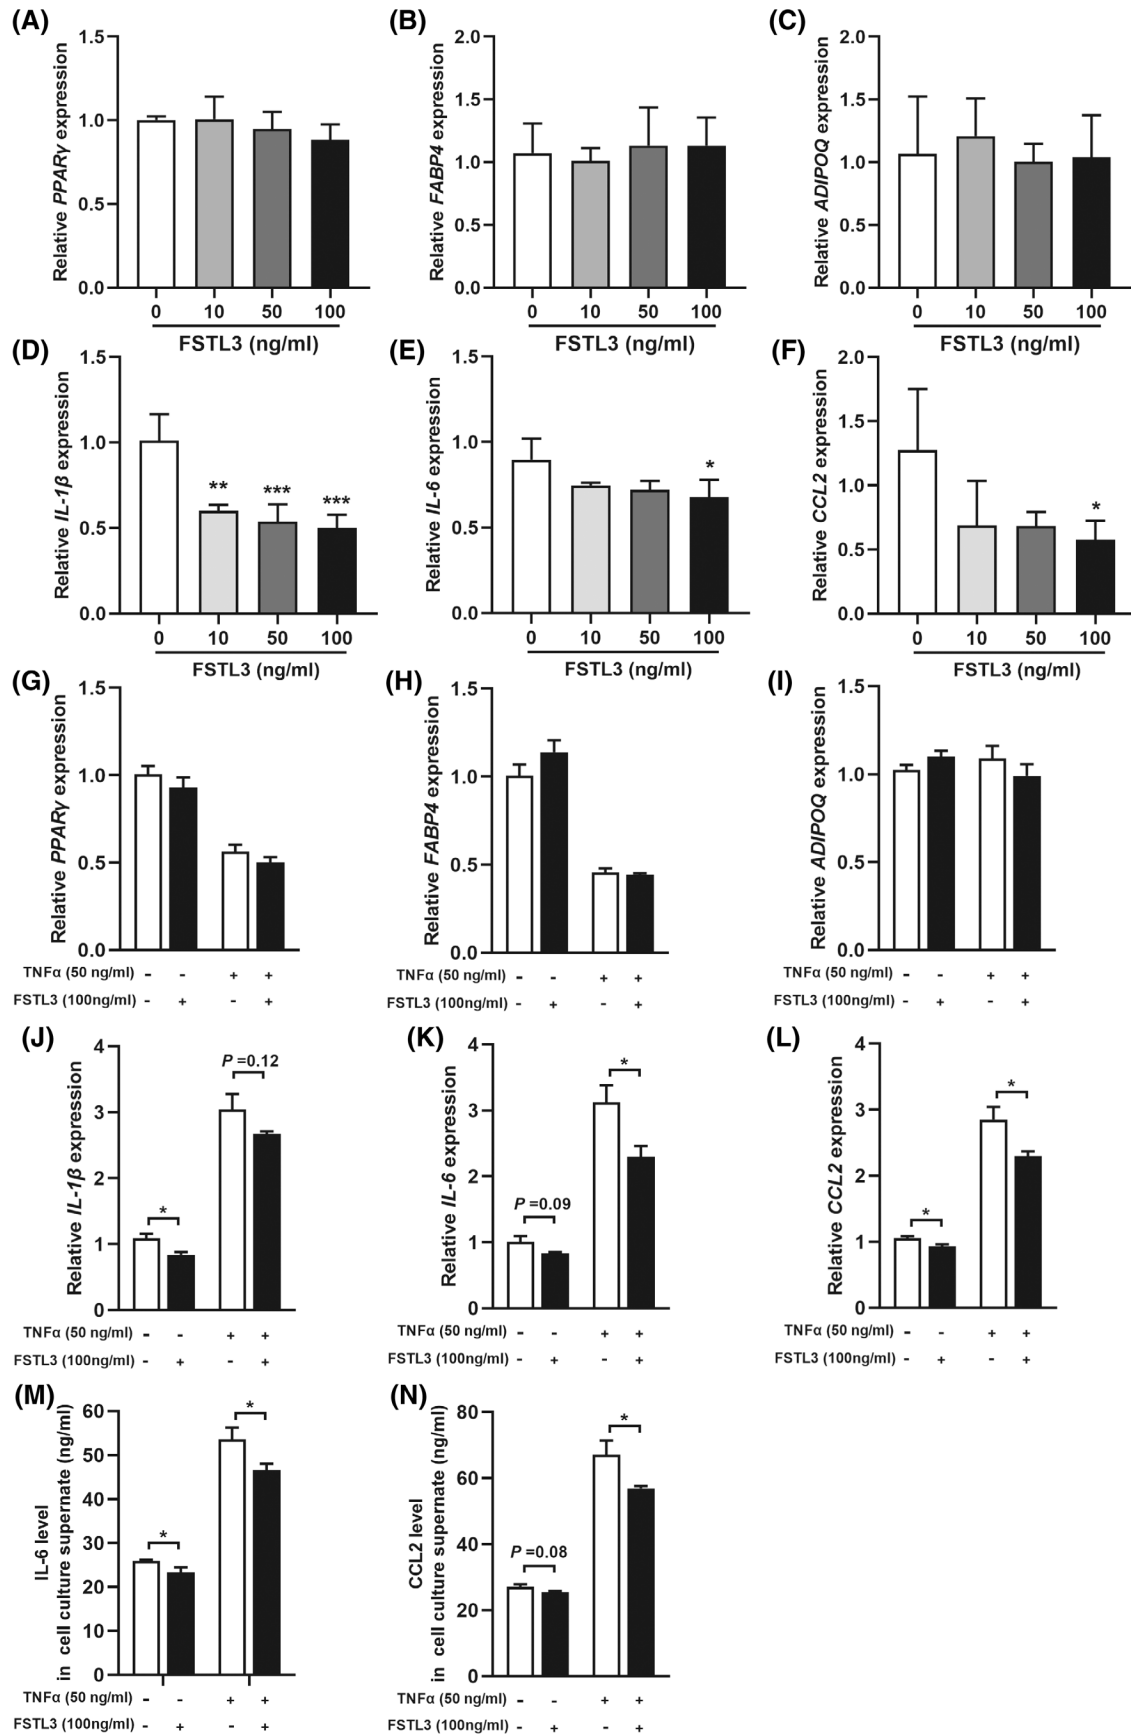 (A)
Relative PPARγ expression
1.5
1.0
0.5
0.0
0 10 50 100
FSTL3 (ng/ml)
(B)
Relative FABP4 expression
2.0
1.5
1.0
0.5
0.0
0 10 50 100
FSTL3 (ng/ml)
(C)
Relative ADIPOQ expression
2.0
1.5
1.0
0.5
0.0
0 10 50 100
FSTL3 (ng/ml)
(D)
Relative IL-1β expression
1.5
1.0
0.5
0.0
** *** ***
0 10 50 100
FSTL3 (ng/ml)
(E)
Relative IL-6 expression
1.5
1.0
0.5
0.0
*
0 10 50 100
FSTL3 (ng/ml)
(F)
Relative CCL2 expression
2.0
1.5
1.0
0.5
0.0
*
0 10 50 100
FSTL3 (ng/ml)
(G)
Relative PPARγ expression
1.5
1.0
0.5
0.0
TNFα (50 ng/ml) - - + +
FSTL3 (100ng/ml) - + - +
(H)
Relative FABP4 expression
1.5
1.0
0.5
0.0
TNFα (50 ng/ml) - - + +
FSTL3 (100ng/ml) - + - +
(I)
Relative ADIPOQ expression
1.5
1.0
0.5
0.0
TNFα (50 ng/ml) - - + +
FSTL3 (100ng/ml) - + - +
(J)
Relative IL-1β expression
4
3
2
1
0
*
P =0.12
TNFα (50 ng/ml) - - + +
FSTL3 (100ng/ml) - + - +
(K)
Relative IL-6 expression
4
3
2
1
0
P =0.09
*
TNFα (50 ng/ml) - - + +
FSTL3 (100ng/ml) - + - +
(L)
Relative CCL2 expression
4
3
2
1
0
*
*
TNFα (50 ng/ml) - - + +
FSTL3 (100ng/ml) - + - +
(M)
IL-6 level
in cell culture supernate (ng/ml)
60
50
40
30
20
10
0
*
*
TNFα (50 ng/ml) - - + +
FSTL3 (100ng/ml) - + - +
(N)
CCL2 level
in cell culture supernate (ng/ml)
80
60
40
20
0
P =0.08
*
TNFα (50 ng/ml) - - + +
FSTL3 (100ng/ml) - + - +